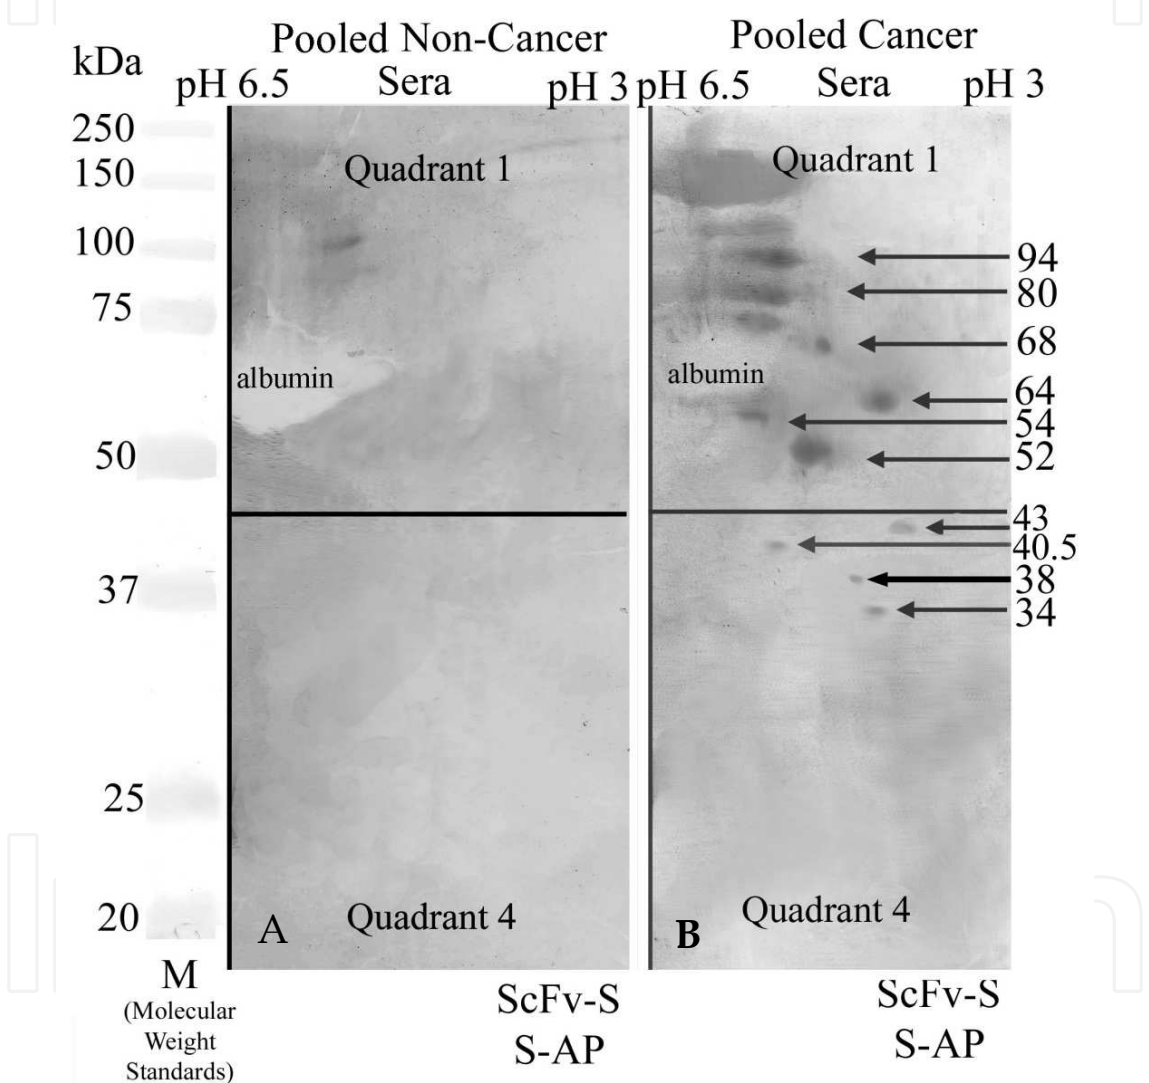 Pooled Non-Cancer
Sera
Pooled Cancer
Sera
kDa
pH 6.5
pH 3
pH 6.5
pH 3
250
150
100
75
50
37
25
20
Quadrant 1
albumin
A
Quadrant 4
Quadrant 1
albumin
B
Quadrant 4
94
80
68
64
54
52
43
40.5
38
34
M
(Molecular
Weight
Standards)
ScFv-S
S-AP
ScFv-S
S-AP